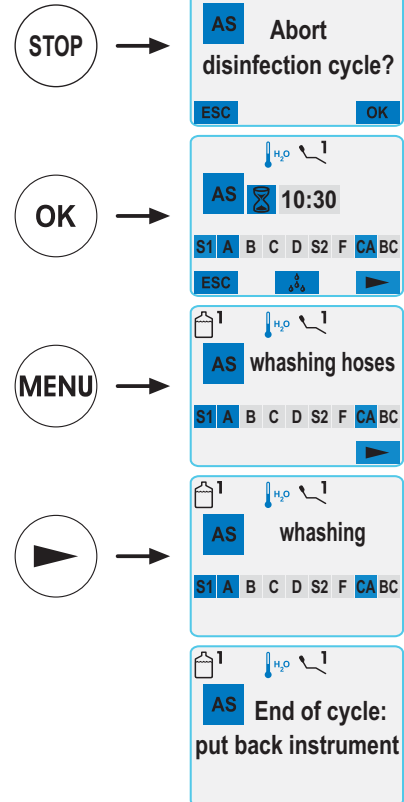 STOP
AS
Abort
disinfection cycle?
ESC OK
H₂O 1
OK
AS 10:30
S1 A B C D S2 F CA BC
ESC
1 H₂O 1
MENU
AS whashing hoses
S1 A B C D S2 F CA BC
1 H₂O 1
AS whashing
S1 A B C D S2 F CA BC
1 H₂O 1
AS End of cycle:
put back instrument